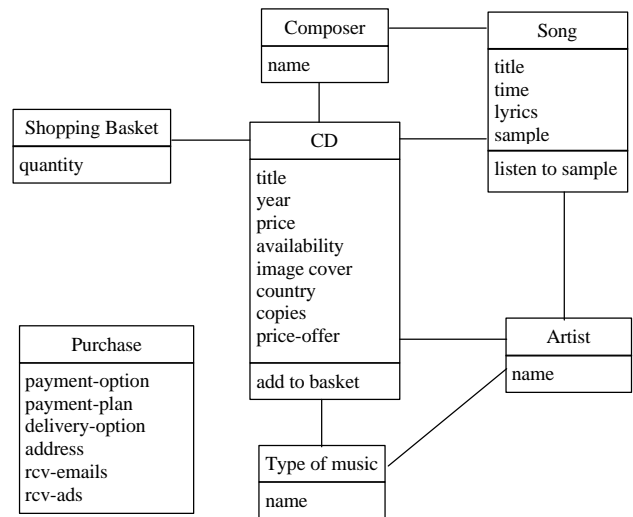 Composer
name
Song
title
time
lyrics
sample
listen to sample
Shopping Basket
quantity
CD
title
year
price
availability
image cover
country
copies
price-offer
add to basket
Artist
name
Purchase
payment-option
payment-plan
delivery-option
address
rcv-emails
rcv-ads
Type of music
name